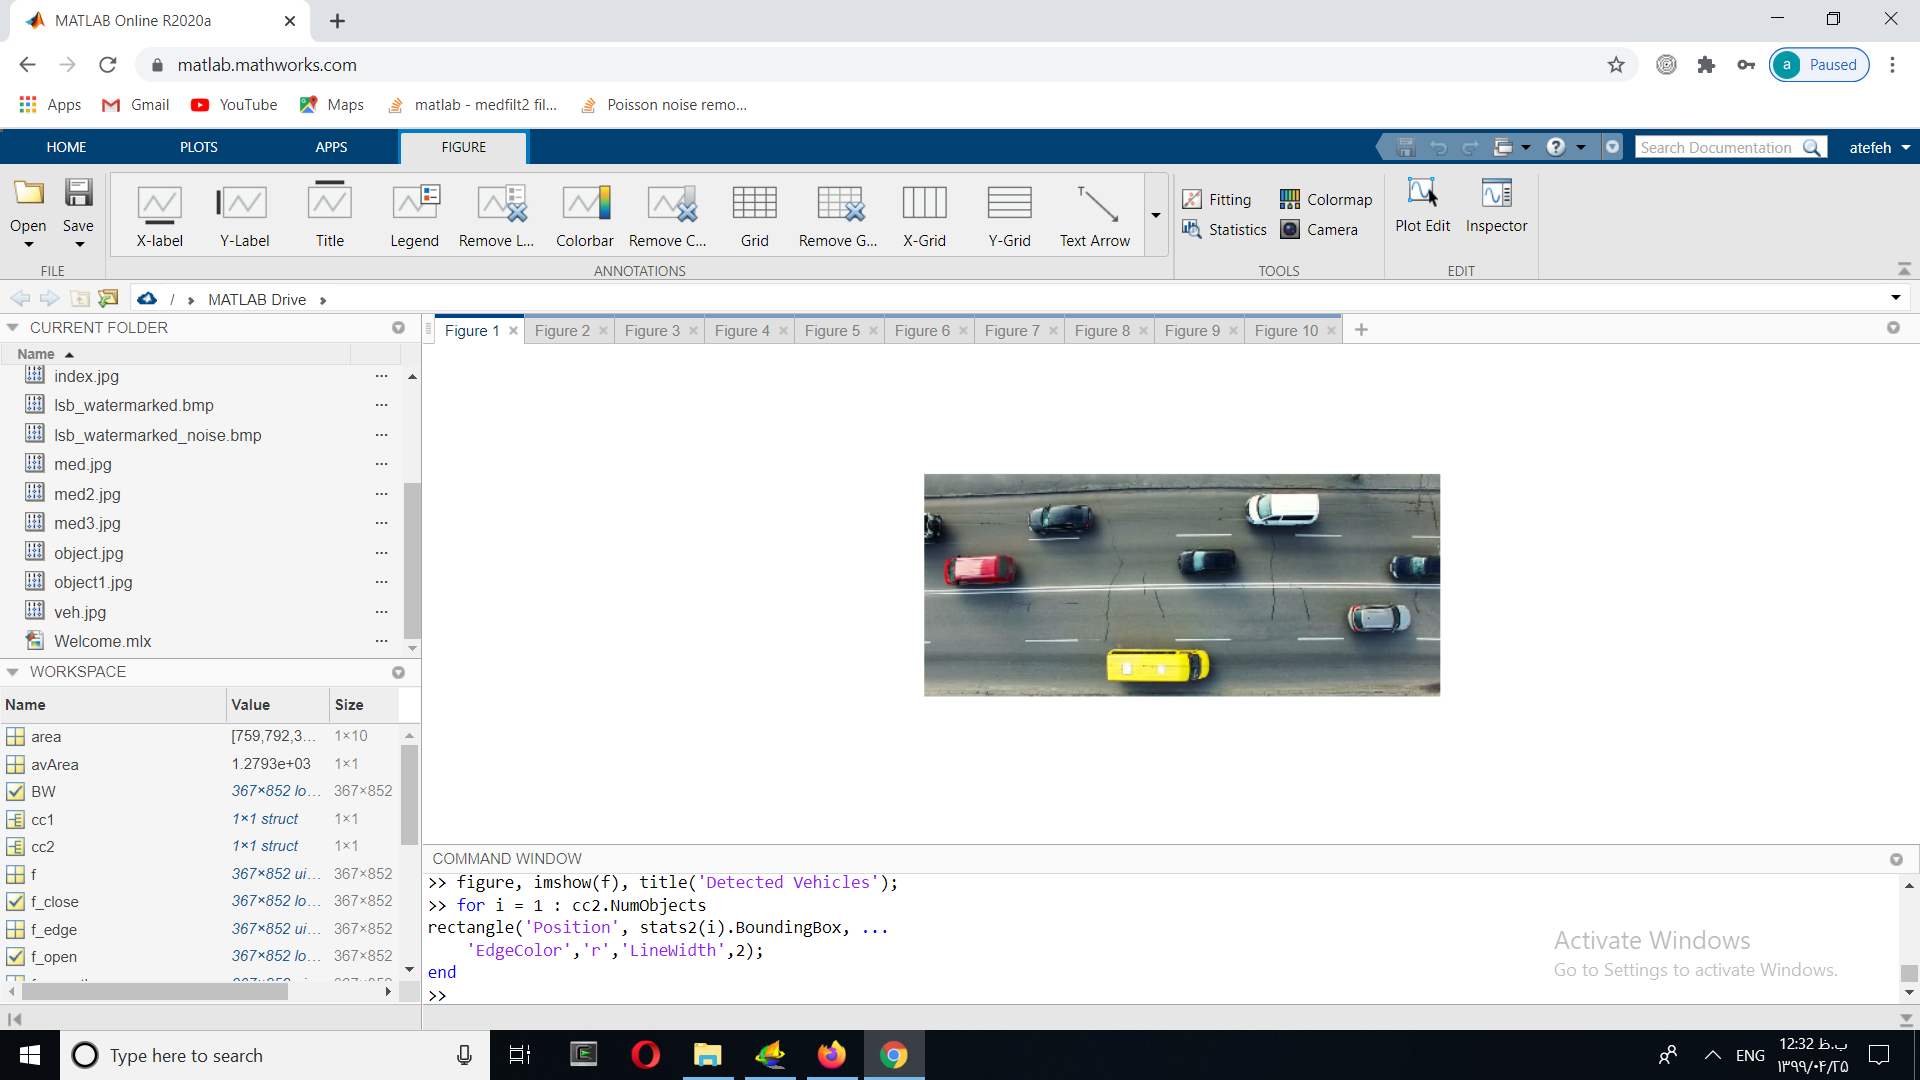 MATLAB Online R2020a
matlab.mathworks.com
a Paused
Apps Gmail YouTube Maps matlab - medfilt2 fil... Poisson noise remo...
HOME PLOTS APPS FIGURE
Search Documentation atefeh
Open Save
X-label Y-Label Title Legend Remove L... Colorbar Remove C... Grid Remove G... X-Grid Y-Grid Text Arrow
Fitting Colormap
Statistics Camera
Plot Edit Inspector
FILE ANNOTATIONS TOOLS EDIT
/ MATLAB Drive
CURRENT FOLDER
Name
index.jpg ...
lsb_watermarked.bmp ...
lsb_watermarked_noise.bmp ...
med.jpg ...
med2.jpg ...
med3.jpg ...
object.jpg ...
object1.jpg ...
veh.jpg ...
Welcome.mlx ...
WORKSPACE
Name Value Size
area [759,792,3... 1×10
avArea 1.2793e+03 1×1
BW 367×852 lo... 367×852
cc1 1×1 struct 1×1
cc2 1×1 struct 1×1
f 367×852 ui... 367×852
f_close 367×852 lo... 367×852
f_edge 367×852 ui... 367×852
f_open 367×852 lo... 367×852
Figure 1 Figure 2 Figure 3 Figure 4 Figure 5 Figure 6 Figure 7 Figure 8 Figure 9 Figure 10
COMMAND WINDOW
>> figure, imshow(f), title('Detected Vehicles');
>> for i = 1 : cc2.NumObjects
rectangle('Position', stats2(i).BoundingBox, ...
'EdgeColor','r','LineWidth',2);
end
>>
Activate Windows
Go to Settings to activate Windows.
Type here to search
ENG
12:32 ب.ظ
۱۳۹۹/۰۴/۲۵